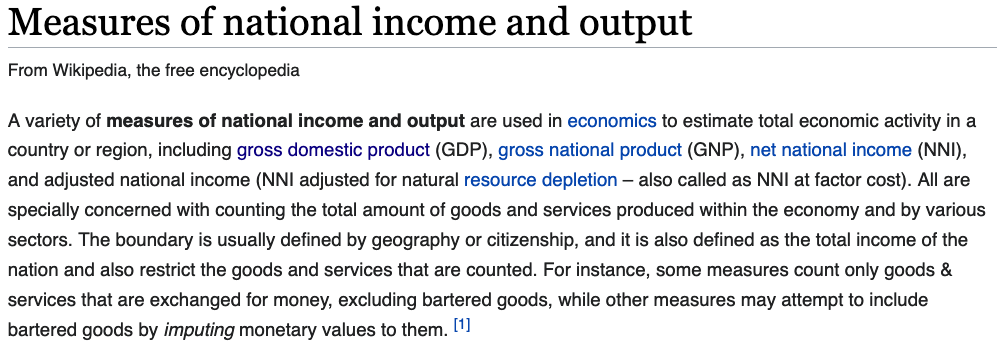 Measures of national income and output
From Wikipedia, the free encyclopedia
A variety of measures of national income and output are used in economics to estimate total economic activity in a
country or region, including gross domestic product (GDP), gross national product (GNP), net national income (NNI),
and adjusted national income (NNI adjusted for natural resource depletion – also called as NNI at factor cost). All are
specially concerned with counting the total amount of goods and services produced within the economy and by various
sectors. The boundary is usually defined by geography or citizenship, and it is also defined as the total income of the
nation and also restrict the goods and services that are counted. For instance, some measures count only goods &
services that are exchanged for money, excluding bartered goods, while other measures may attempt to include
bartered goods by imputing monetary values to them. [1]